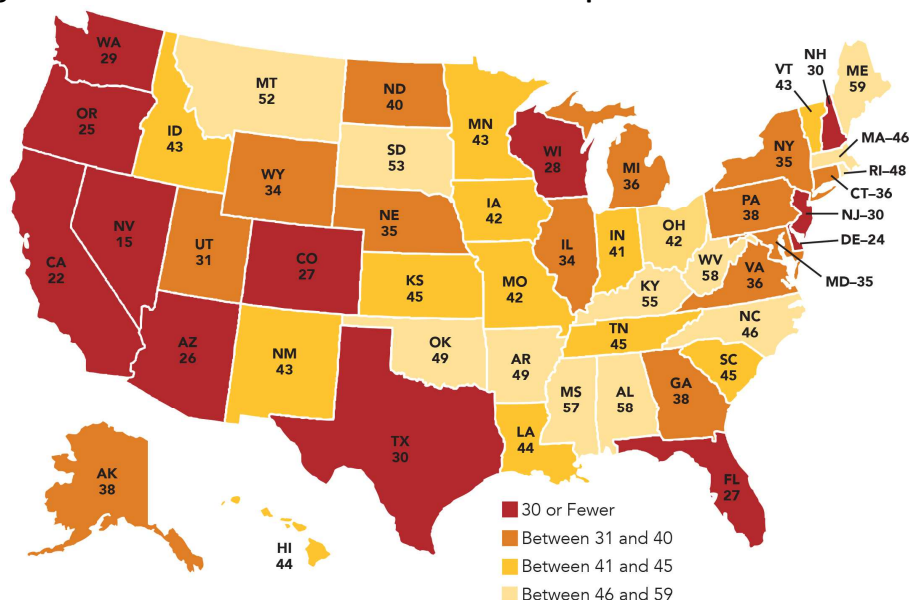 WA
29
OR
25
CA
22
NV
15
ID
43
MT
52
WY
34
UT
31
CO
27
AZ
26
NM
43
ND
40
SD
53
NE
35
KS
45
OK
49
TX
30
MN
43
IA
42
MO
42
AR
49
LA
44
WI
28
IL
34
MI
36
IN
41
OH
42
KY
55
TN
45
MS
57
AL
58
GA
38
FL
27
SC
45
NC
46
VA
36
WV
58
PA
38
NY
35
VT
43
NH
30
ME
59
MA–46
RI–48
CT–36
NJ–30
DE–24
MD–35
AK
38
HI
44
30 or Fewer
Between 31 and 40
Between 41 and 45
Between 46 and 59